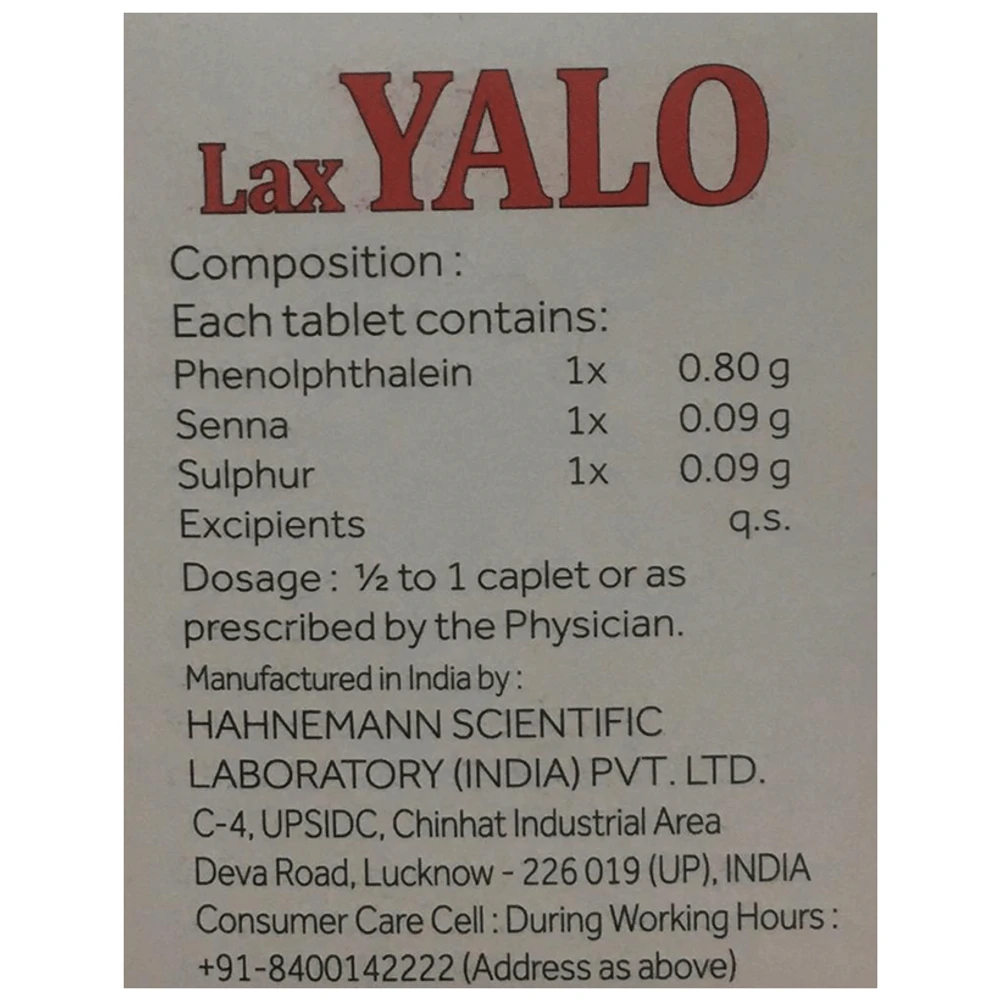 Lax YALO
Composition :
Each tablet contains:
Phenolphthalein 1x 0.80 g
Senna 1x 0.09 g
Sulphur 1x 0.09 g
Excipients q.s.
Dosage : ½ to 1 caplet or as
prescribed by the Physician.
Manufactured in India by :
HAHNEMANN SCIENTIFIC
LABORATORY (INDIA) PVT. LTD.
C-4, UPSIDC, Chinhat Industrial Area
Deva Road, Lucknow - 226 019 (UP), INDIA
Consumer Care Cell : During Working Hours :
+91-8400142222 (Address as above)